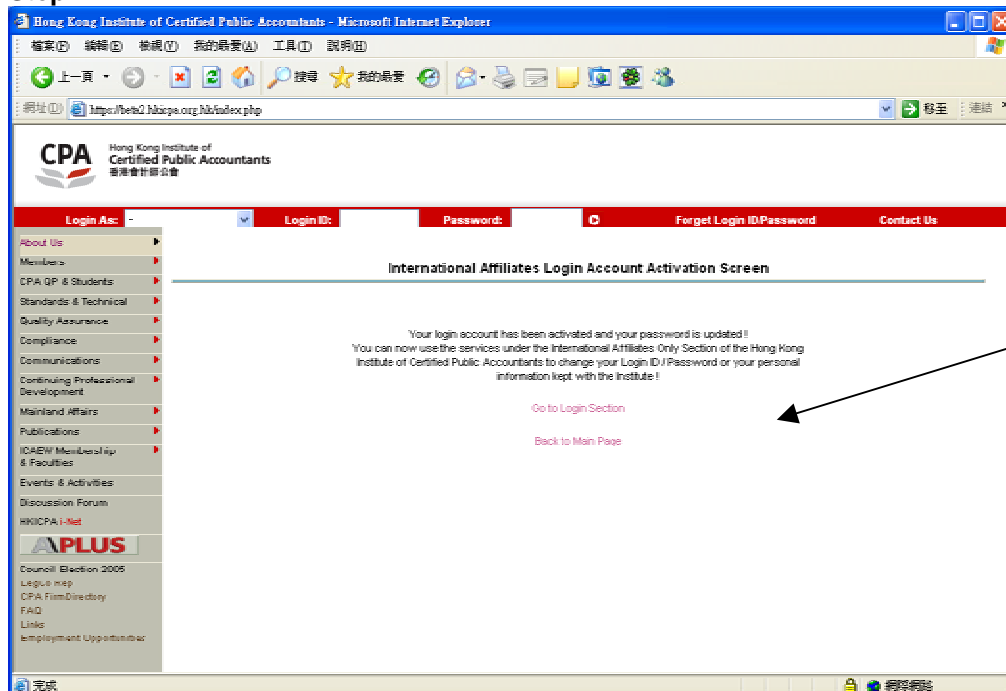 Hong Kong Institute of Certified Public Accountants - Microsoft Internet Explorer
檔案(F) 編輯(E) 檢視(V) 我的最愛(A) 工具(T) 說明(H)
上一頁 搜尋 我的最愛
網址(D) https://beta2.hkicpa.org.hk/index.php 移至 連結
CPA
Hong Kong Institute of
Certified Public Accountants
香港會計師公會
Login As: - Login ID: Password: Forget Login ID/Password Contact Us
About Us
Members
CPA QP & Students
Standards & Technical
Quality Assurance
Compliance
Communications
Continuing Professional
Development
Mainland Affairs
Publications
ICAEW Membership
& Faculties
Events & Activities
Discussion Forum
HKICPA i-Net
APLUS
Council Election 2005
LegCo Rep
CPA Firm Directory
FAQ
Links
Employment Opportunities
International Affiliates Login Account Activation Screen
Your login account has been activated and your password is updated !
You can now use the services under the International Affiliates Only Section of the Hong Kong
Institute of Certified Public Accountants to change your Login ID / Password or your personal
information kept with the Institute !
Go to Login Section
Back to Main Page
完成 網際網路